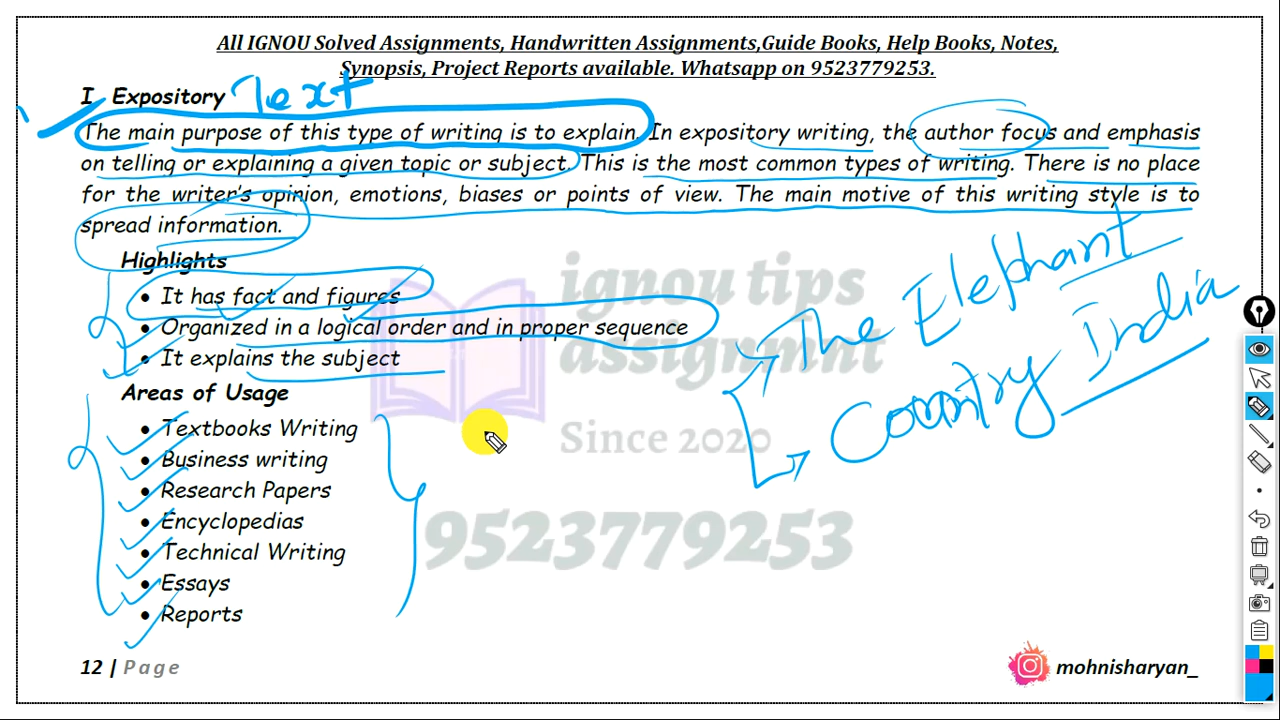 All IGNOU Solved Assignments, Handwritten Assignments,Guide Books, Help Books, Notes,
Synopsis, Project Reports available. Whatsapp on 9523779253.
I. Expository Text
The main purpose of this type of writing is to explain. In expository writing, the author focus and emphasis
on telling or explaining a given topic or subject. This is the most common types of writing. There is no place
for the writer's opinion, emotions, biases or points of view. The main motive of this writing style is to
spread information.
Highlights
• It has fact and figures
• Organized in a logical order and in proper sequence
• It explains the subject
The Elephant
Country India
ignou tips
assignmnt
Since 2020
Areas of Usage
• Textbooks Writing
• Business writing
• Research Papers
• Encyclopedias
• Technical Writing
• Essays
• Reports
9523779253
12 | Page
mohnisharyan_